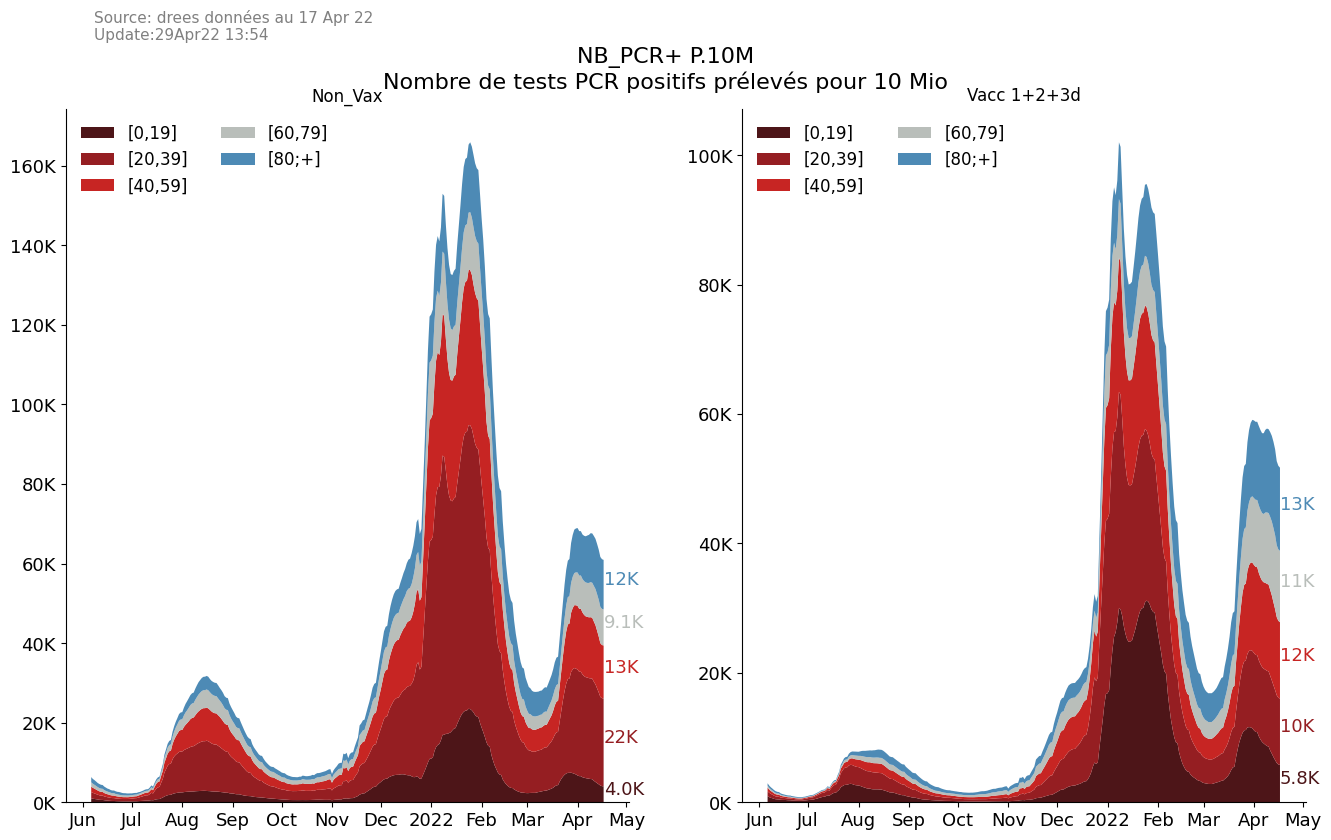 Source: drees données au 17 Apr 22
Update:29Apr22 13:54
NB_PCR+ P.10M
Nombre de tests PCR positifs prélevés pour 10 Mio
Non_Vax
[0,19] [60,79]
[20,39] [80;+]
[40,59]
160K
140K
120K
100K
80K
60K
40K
20K
0K
12K
9.1K
13K
22K
4.0K
Jun Jul Aug Sep Oct Nov Dec 2022 Feb Mar Apr May
Vacc 1+2+3d
[0,19] [60,79]
[20,39] [80;+]
[40,59]
100K
80K
60K
40K
20K
0K
13K
11K
12K
10K
5.8K
Jun Jul Aug Sep Oct Nov Dec 2022 Feb Mar Apr May